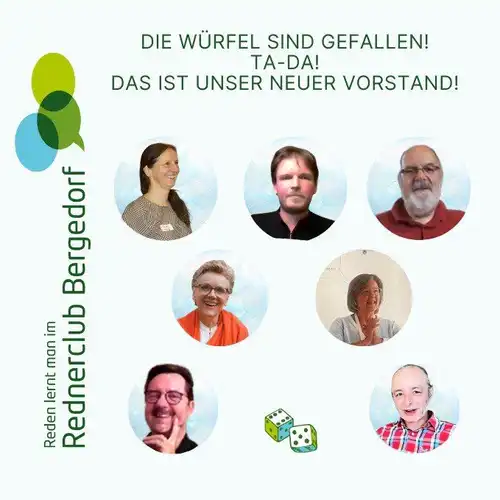 DIE WÜRFEL SIND GEFALLEN!
TA-DA!
DAS IST UNSER NEUER VORSTAND!
Reden lernt man im
Rednerclub Bergedorf